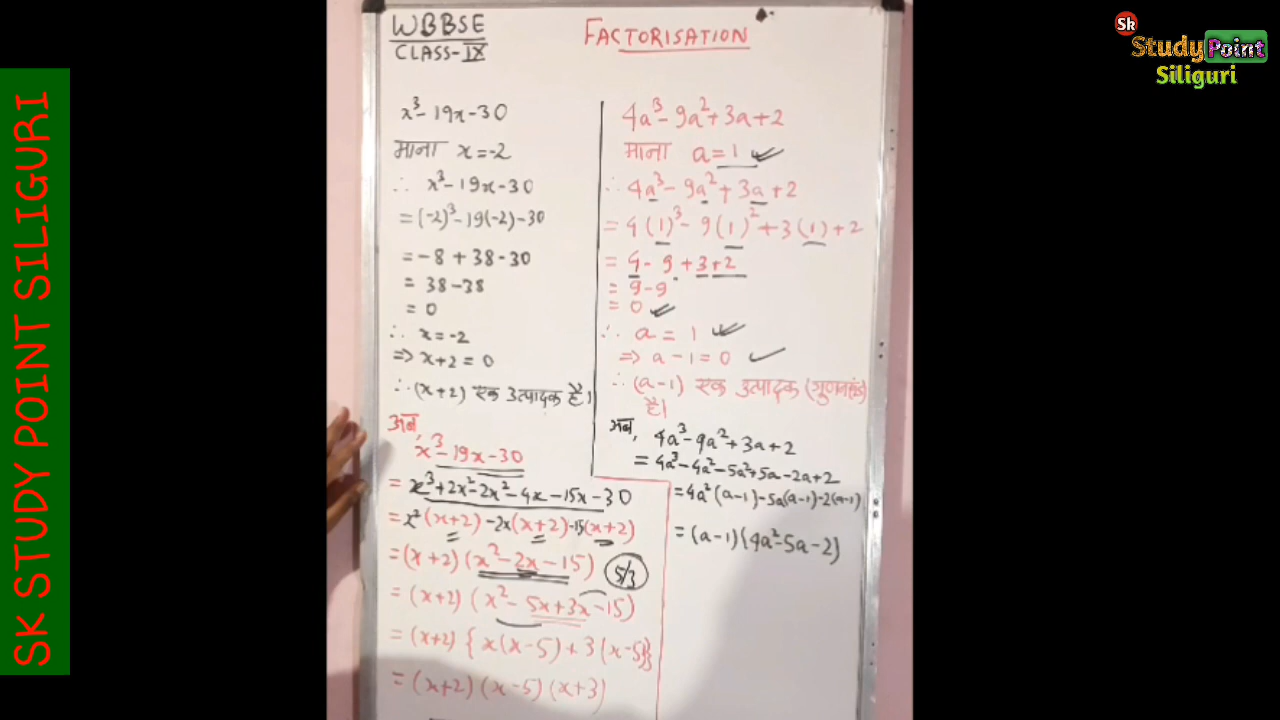 SK STUDY POINT SILIGURI
Sk
Study Point
Siliguri
WBBSE
CLASS-IX
FACTORISATION
x³-19x-30
माना x=-2
∴ x³-19x-30
=(-2)³-19(-2)-30
=-8+38-30
= 38-38
= 0
∴ x=-2
=> x+2=0
∴(x+2) एक उत्पादक है।
अब,
x³-19x-30
= x³+2x²-2x²-4x-15x-30
=x²(x+2)-2x(x+2)-15(x+2)
=(x+2)(x²-2x-15) 5/3
=(x+2)(x²-5x+3x-15)
=(x+2){x(x-5)+3(x-5)}
=(x+2)(x-5)(x+3)
4a³-9a²+3a+2
माना a=1
∴ 4a³-9a²+3a+2
=4(1)³-9(1)²+3(1)+2
= 4-9+3+2
= 9-9
= 0
∴ a = 1
=> a-1=0
∴(a-1) एक उत्पादक (गुणनखंड)
है।
अब, 4a³-9a²+3a+2
= 4a³-4a²-5a²+5a-2a+2
=4a²(a-1)-5a(a-1)-2(a-1)
=(a-1)(4a²-5a-2)